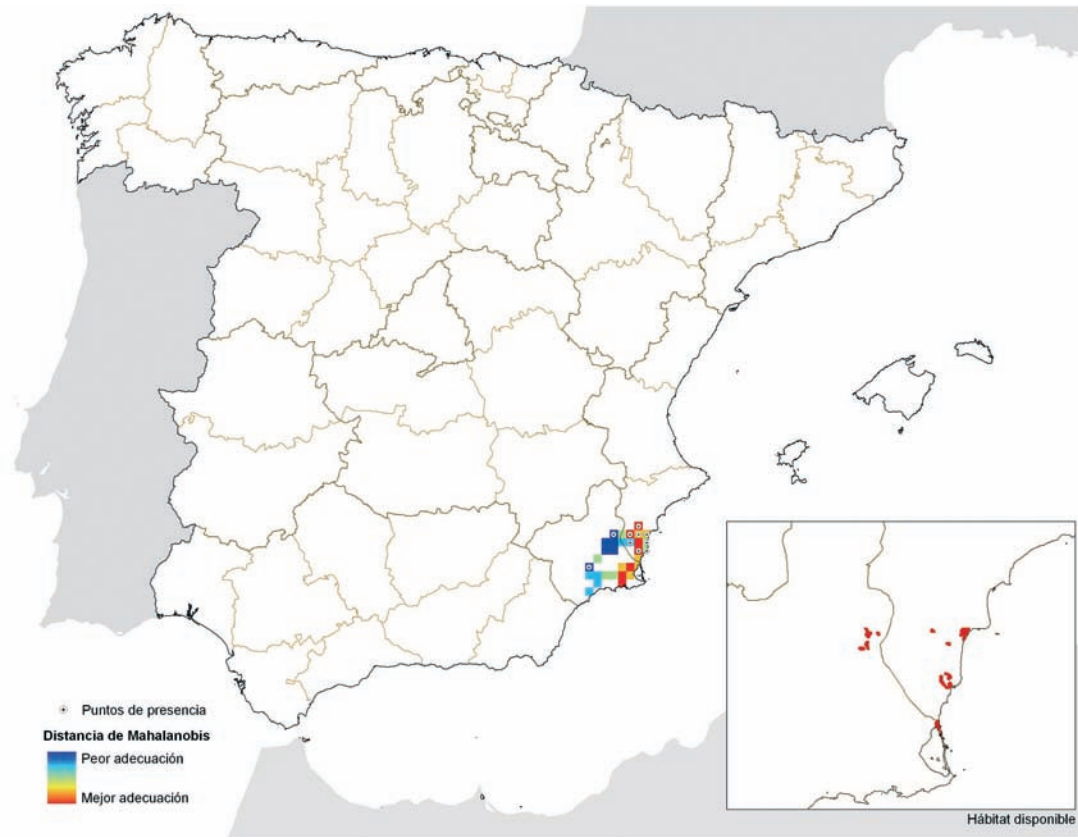 Puntos de presencia
Distancia de Mahalanobis
Peor adecuación
Mejor adecuación
Hábitat disponible